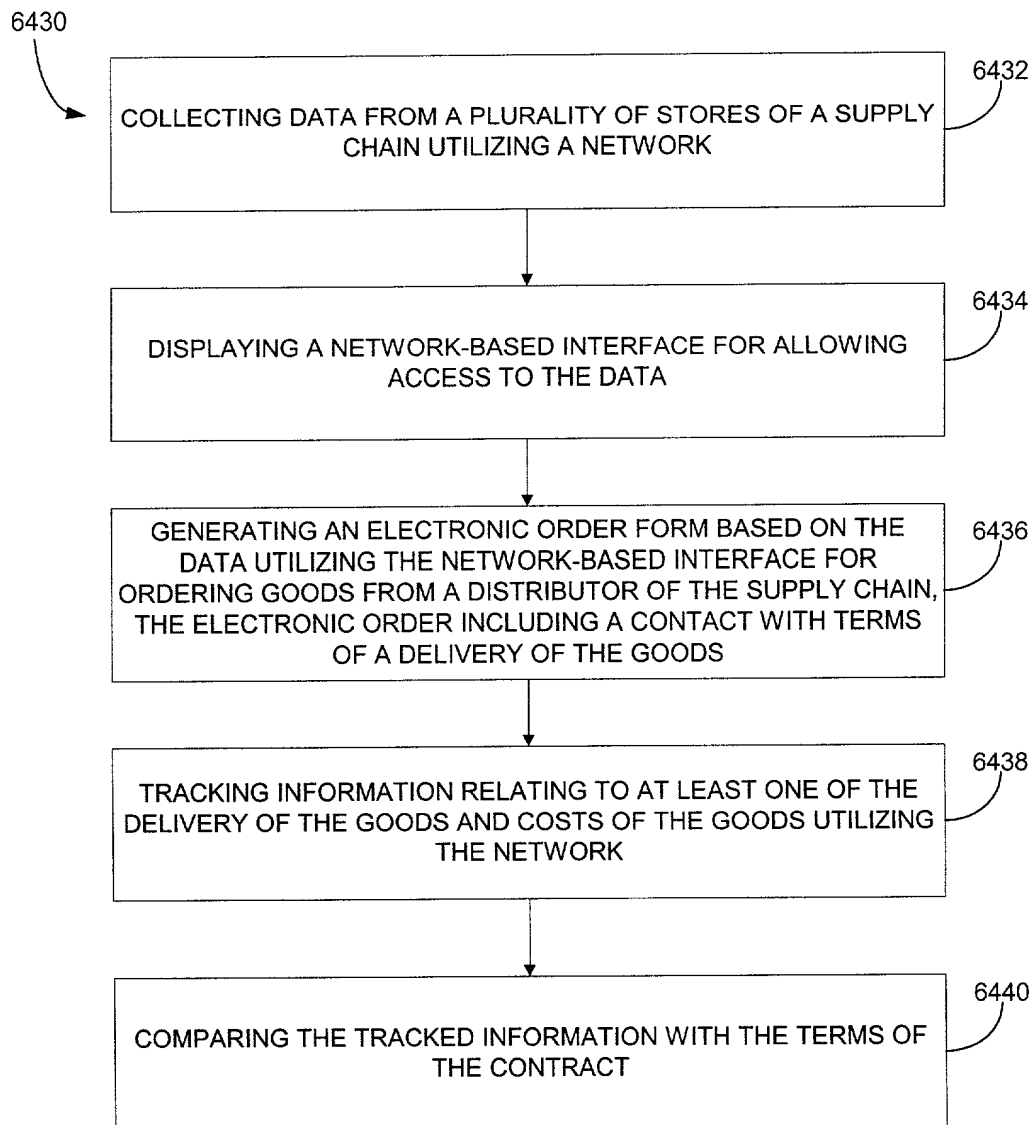 6430
6432
COLLECTING DATA FROM A PLURALITY OF STORES OF A SUPPLY
CHAIN UTILIZING A NETWORK
6434
DISPLAYING A NETWORK-BASED INTERFACE FOR ALLOWING
ACCESS TO THE DATA
6436
GENERATING AN ELECTRONIC ORDER FORM BASED ON THE
DATA UTILIZING THE NETWORK-BASED INTERFACE FOR
ORDERING GOODS FROM A DISTRIBUTOR OF THE SUPPLY CHAIN,
THE ELECTRONIC ORDER INCLUDING A CONTACT WITH TERMS
OF A DELIVERY OF THE GOODS
6438
TRACKING INFORMATION RELATING TO AT LEAST ONE OF THE
DELIVERY OF THE GOODS AND COSTS OF THE GOODS UTILIZING
THE NETWORK
6440
COMPARING THE TRACKED INFORMATION WITH THE TERMS OF
THE CONTRACT